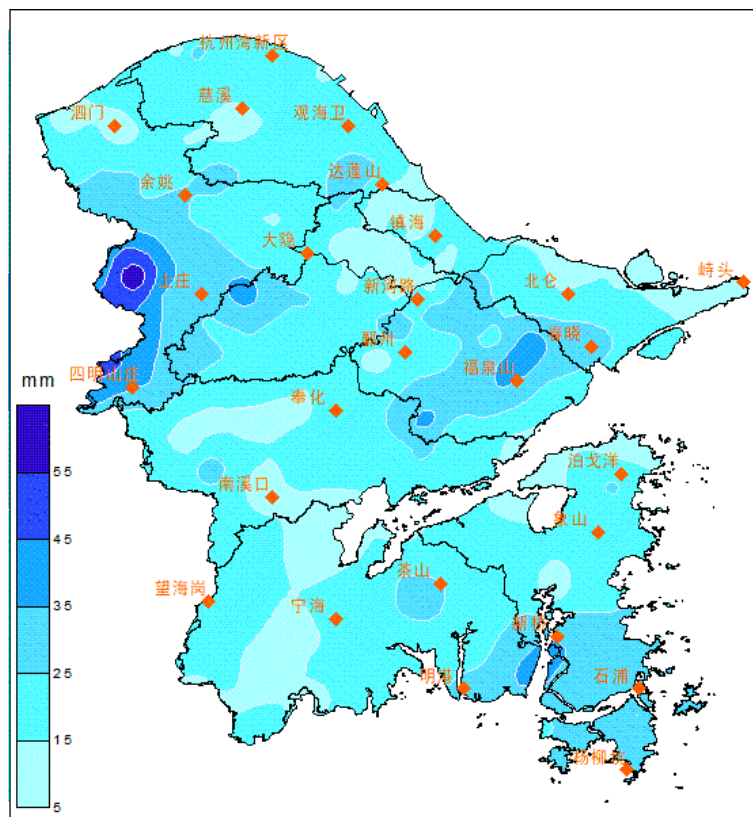 杭州湾新区
慈溪
泗门
观海卫
达蓬山
余姚
镇海
大隐
峙头
上庄
新河路
北仑
鄞州
春晓
福泉山
四明山庄
mm
奉化
55
泊戈洋
南溪口
45
象山
茶山
望海岗
35
宁海
新桥
25
明港
石浦
15
杨柳坑
5